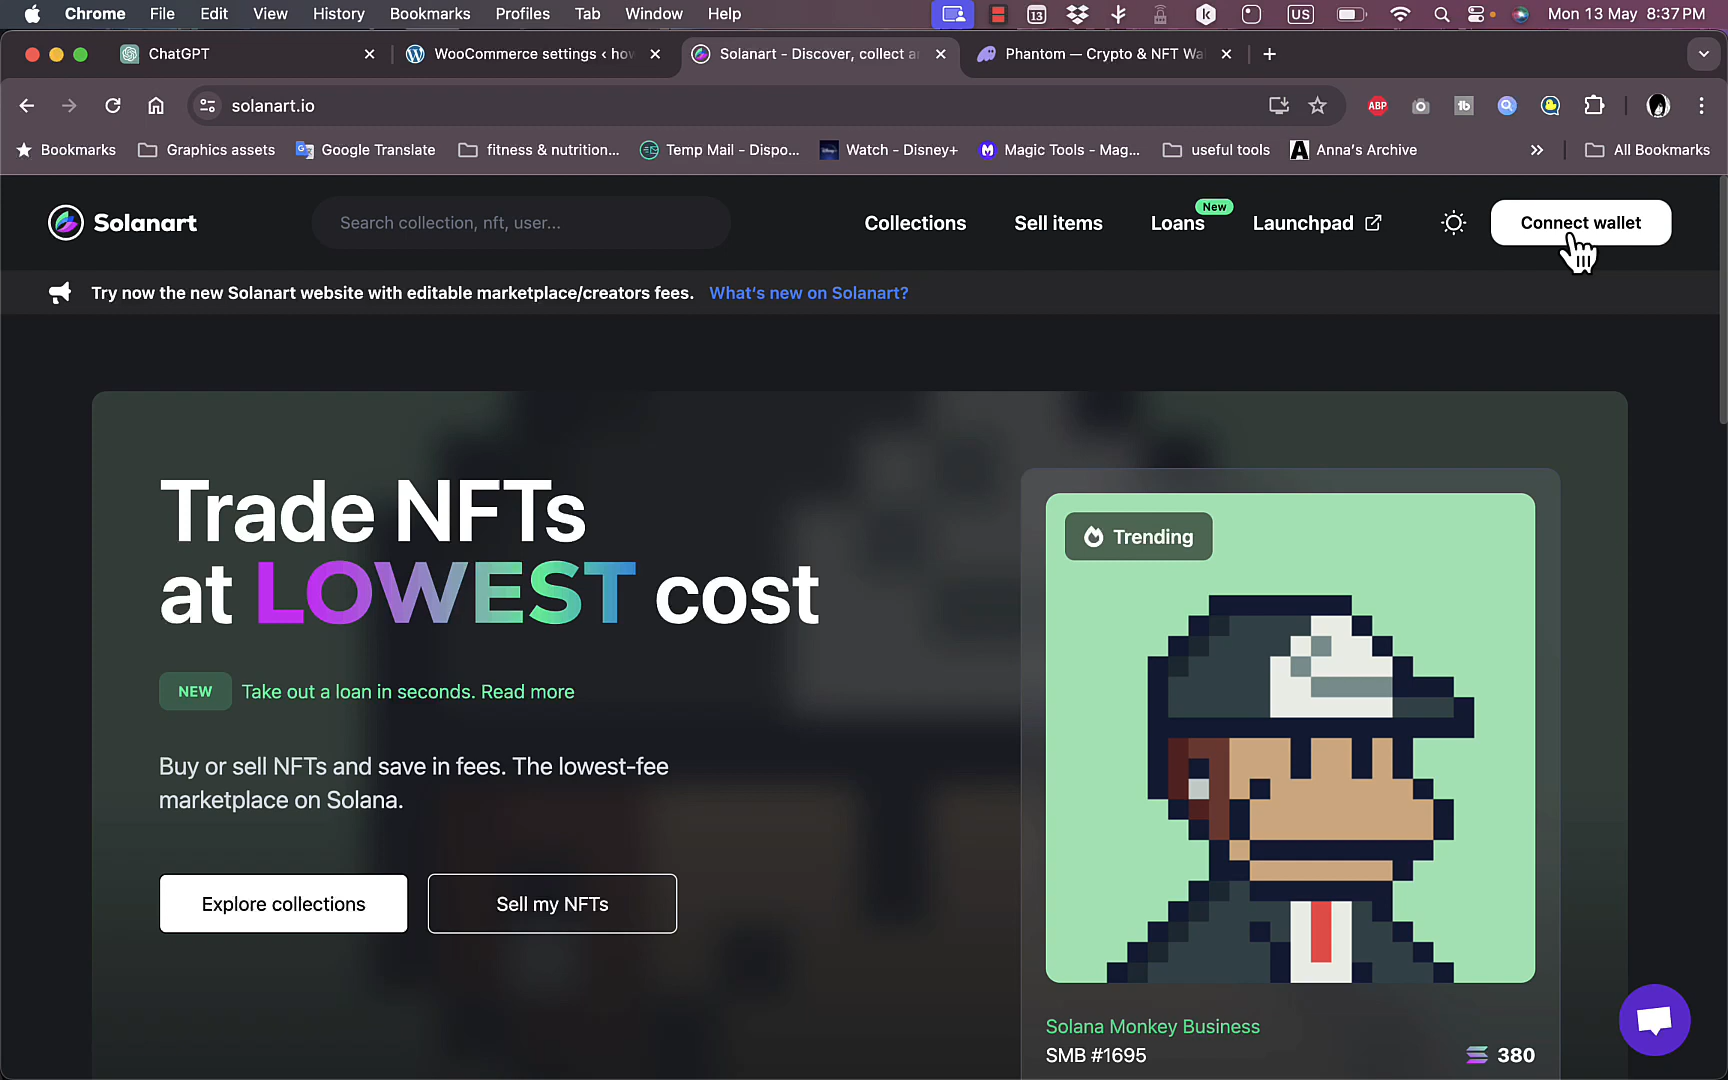 Chrome File Edit View History Bookmarks Profiles Tab Window Help 13 US Mon 13 May 8:37 PM
ChatGPT WooCommerce settings ‹ how Solanart - Discover, collect a Phantom — Crypto & NFT Wa
solanart.io ABP tb
Bookmarks Graphics assets Google Translate fitness & nutrition... Temp Mail - Dispo... Watch - Disney+ Magic Tools - Mag... useful tools Anna's Archive All Bookmarks
Solanart Search collection, nft, user... Collections Sell items Loans New Launchpad Connect wallet
Try now the new Solanart website with editable marketplace/creators fees. What's new on Solanart?
Trade NFTs
at LOWEST cost
NEW Take out a loan in seconds. Read more
Buy or sell NFTs and save in fees. The lowest-fee
marketplace on Solana.
Explore collections Sell my NFTs
Trending
Solana Monkey Business
SMB #1695 380